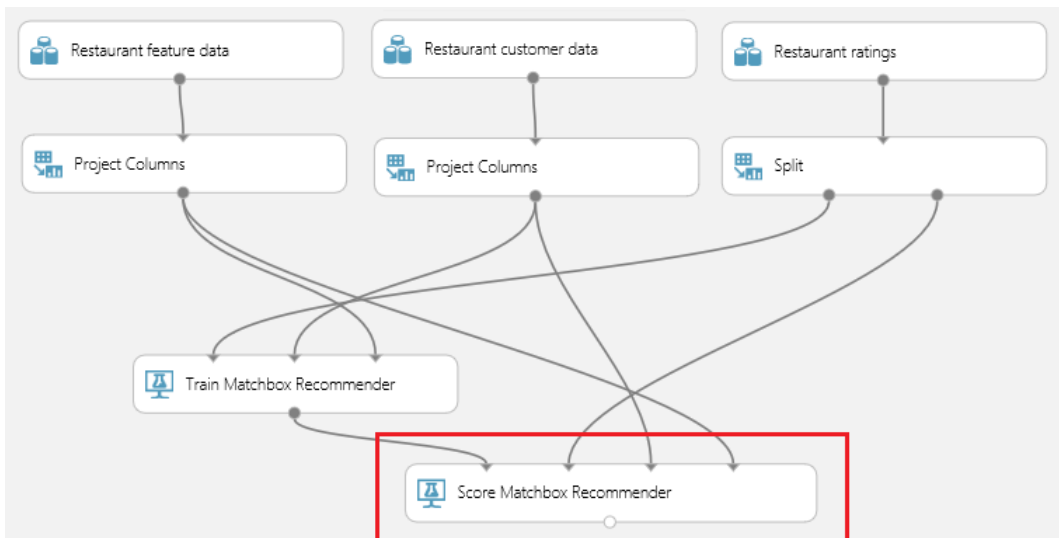 Restaurant feature data
Restaurant customer data
Restaurant ratings
Project Columns
Project Columns
Split
Train Matchbox Recommender
Score Matchbox Recommender